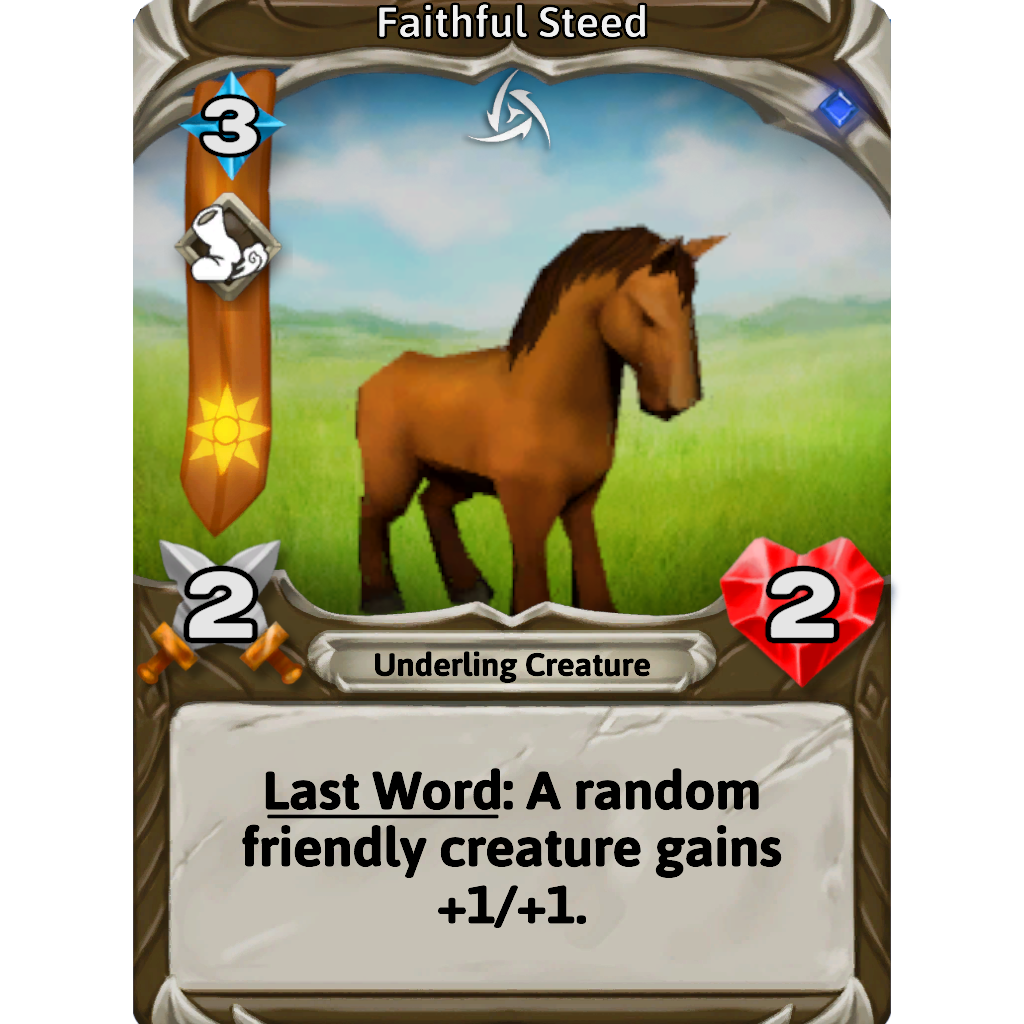 Faithful Steed
3
2
2
Underling Creature
Last Word: A random
friendly creature gains
+1/+1.